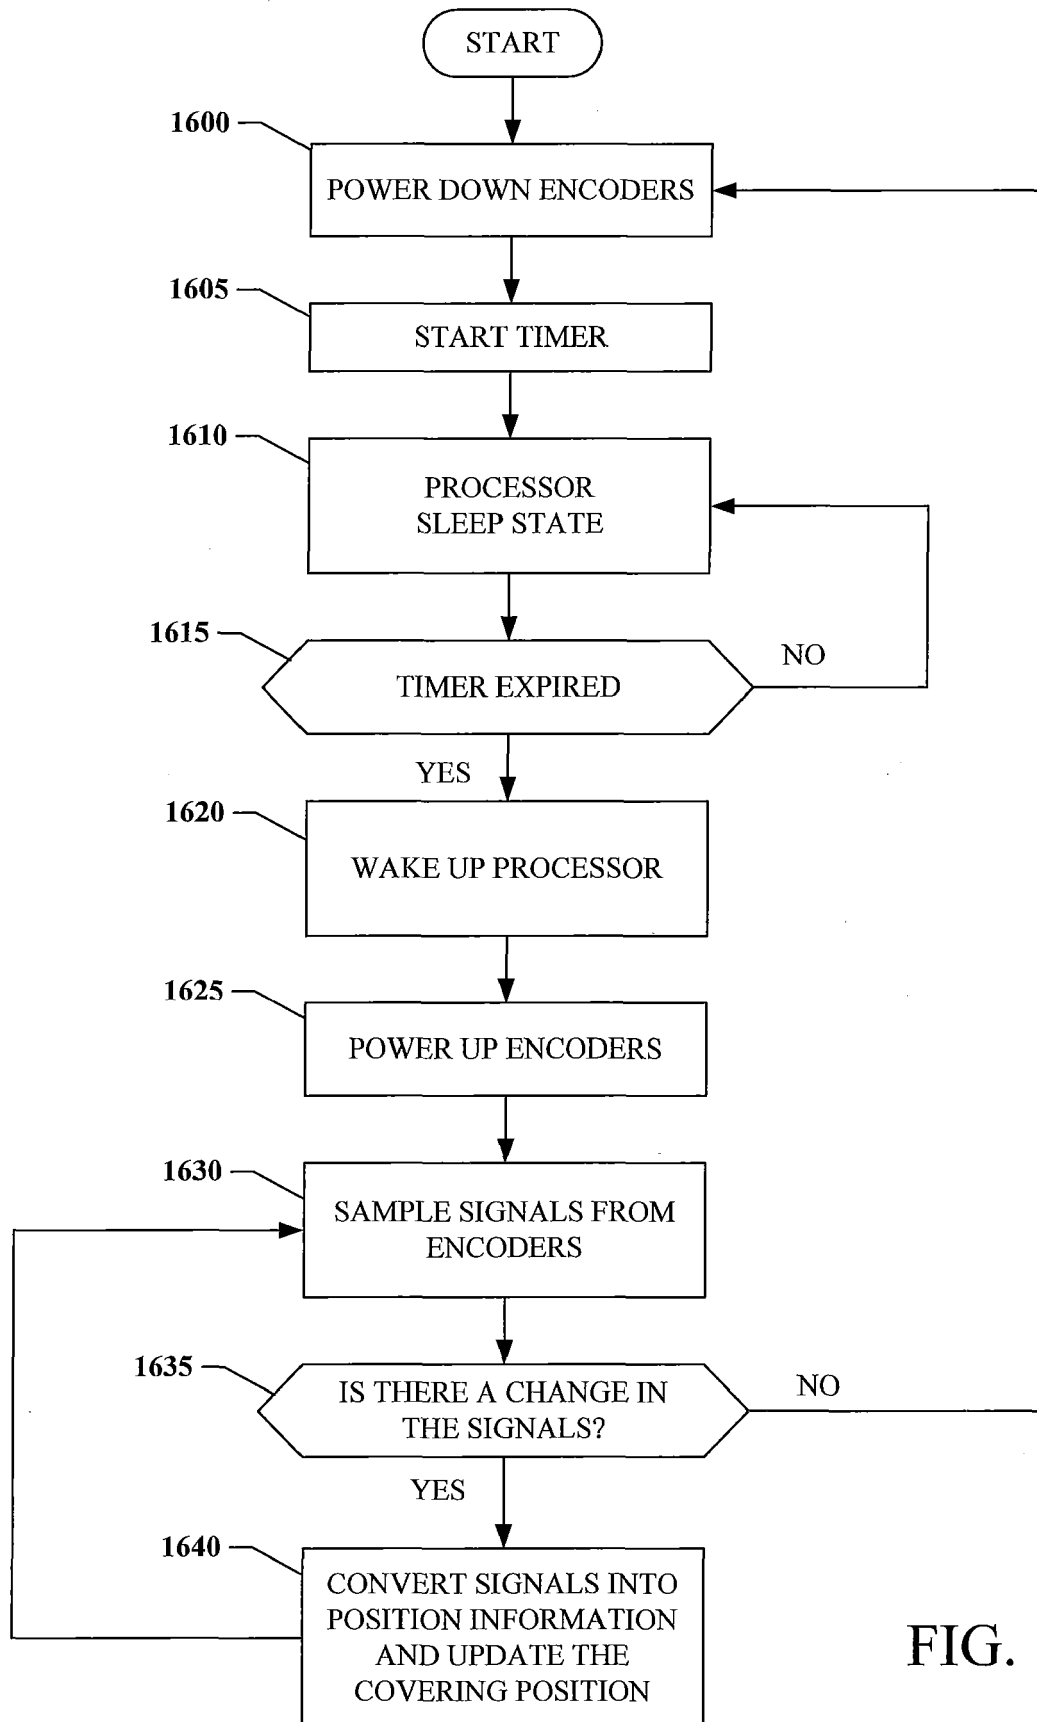 START
1600
POWER DOWN ENCODERS
1605
START TIMER
1610
PROCESSOR
SLEEP STATE
1615
TIMER EXPIRED
NO
YES
1620
WAKE UP PROCESSOR
1625
POWER UP ENCODERS
1630
SAMPLE SIGNALS FROM
ENCODERS
1635
IS THERE A CHANGE IN
THE SIGNALS?
NO
YES
1640
CONVERT SIGNALS INTO
POSITION INFORMATION
AND UPDATE THE
COVERING POSITION
FIG.